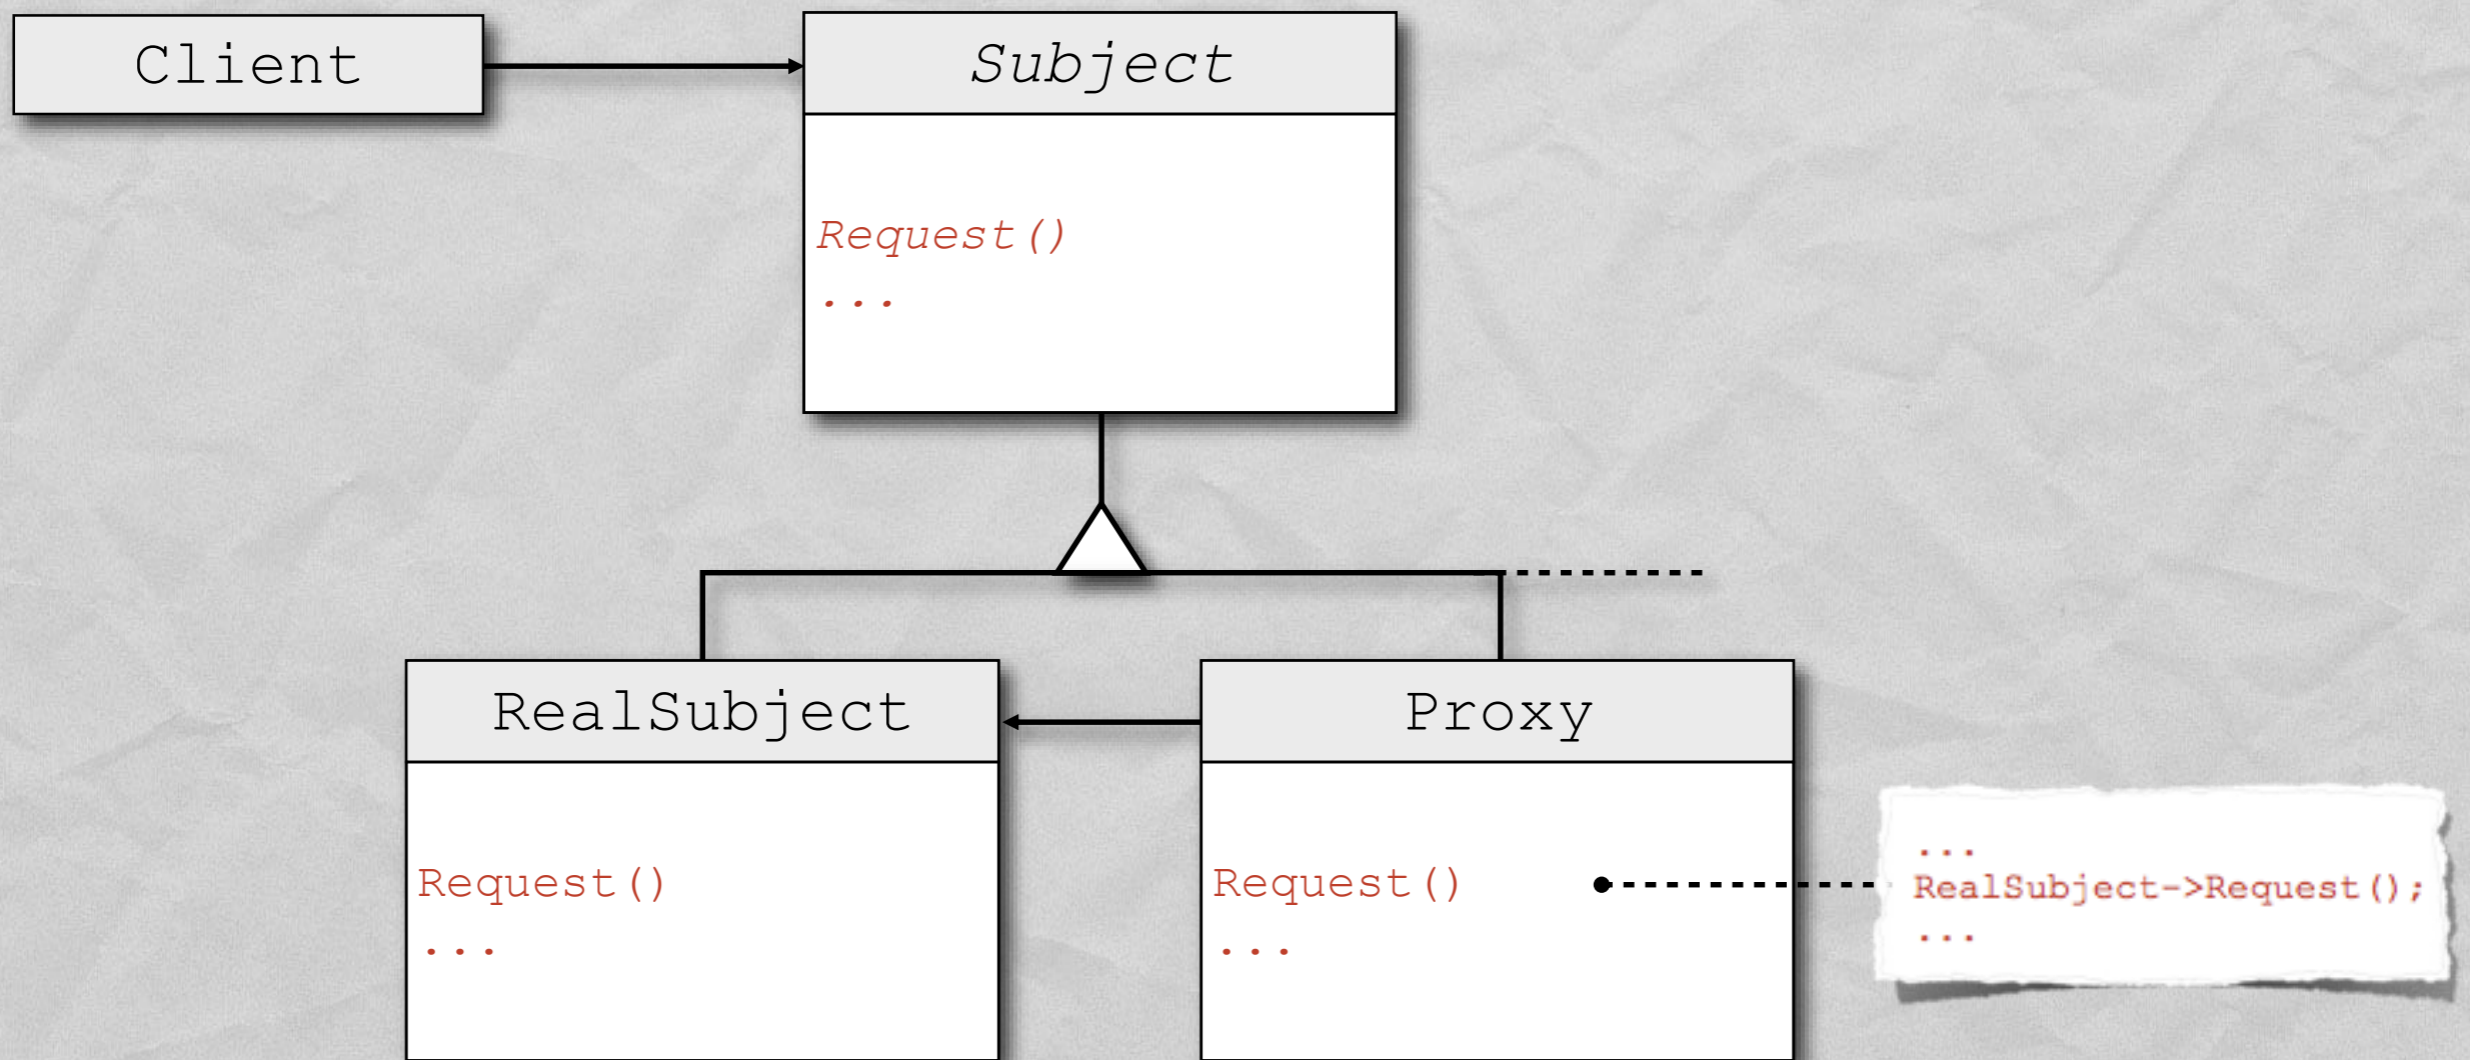 Client
Subject
Request()
...
RealSubject
Proxy
Request()
...
Request()
...
...
RealSubject->Request();
...